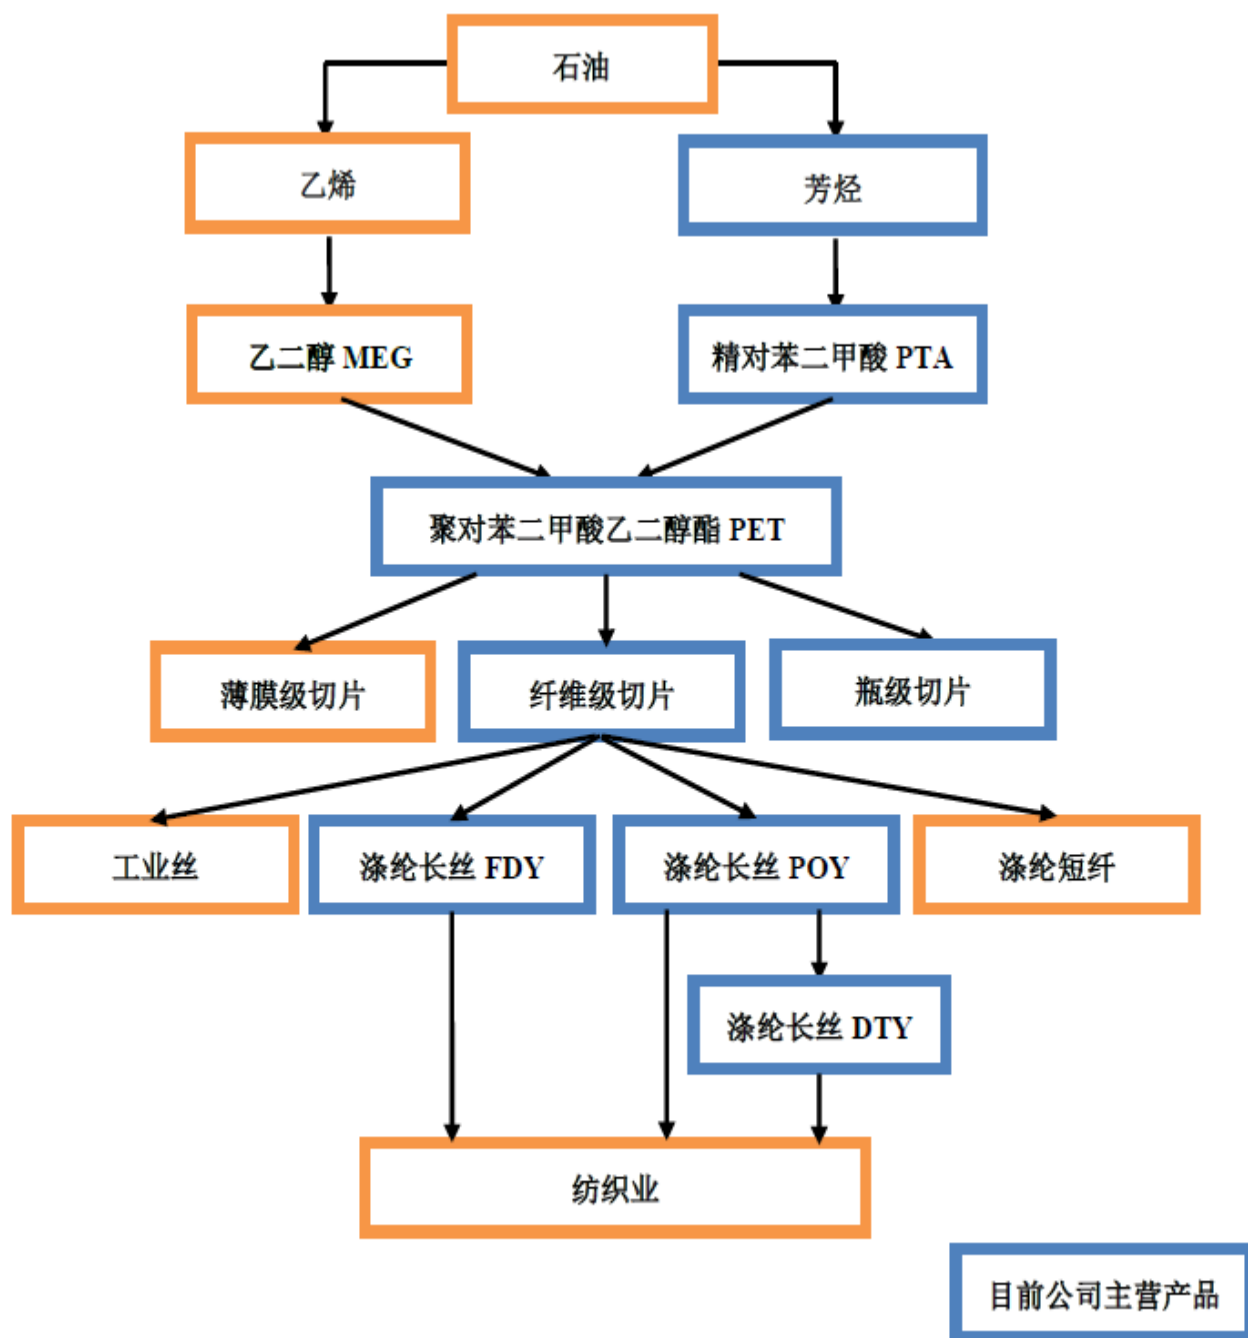 石油
乙烯
芳烃
乙二醇 MEG
精对苯二甲酸 PTA
聚对苯二甲酸乙二醇酯 PET
薄膜级切片
纤维级切片
瓶级切片
工业丝
涤纶长丝 FDY
涤纶长丝 POY
涤纶短纤
涤纶长丝 DTY
纺织业
目前公司主营产品